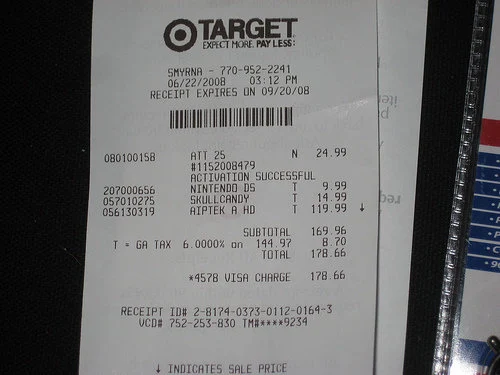 TARGET
EXPECT MORE. PAY LESS.
SMYRNA - 770-952-2241
06/22/2008 03:12 PM
RECEIPT EXPIRES ON 09/20/08
080100158 ATT 25 N 24.99
#1152008479
ACTIVATION SUCCESSFUL
207000656 NINTENDO DS T 9.99
057010275 SKULLCANDY T 14.99
056130319 AIPTEK A HD T 119.99 ↓
SUBTOTAL 169.96
T = GA TAX 6.0000% on 144.97 8.70
TOTAL 178.66
*4578 VISA CHARGE 178.66
RECEIPT ID# 2-8174-0373-0112-0164-3
VCD# 752-253-830 TM#****9234
↓ INDICATES SALE PRICE